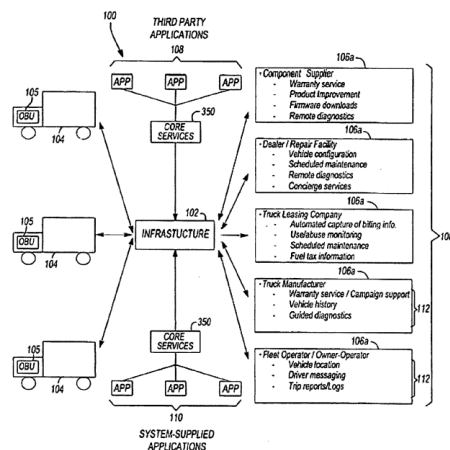 100
THIRD PARTY
APPLICATIONS
108
APP APP APP
350
CORE
SERVICES
105
OBU
104
105
OBU
104
105
OBU
104
102
INFRASTUCTURE
350
CORE
SERVICES
APP APP APP
110
SYSTEM-SUPPLIED
APPLICATIONS
106a
·Component Supplier
- Warranty service
- Product Improvement
- Firmware downloads
- Remote diagnostics
106a
·Dealer / Repair Facility
- Vehicle configuration
- Scheduled maintenance
- Remote diagnostics
- Concierge services
106a
·Truck Leasing Company
- Automated capture of billing info.
- Use/abuse monitoring
- Scheduled maintenance
- Fuel tax information
106a
·Truck Manufacturer
- Warranty service / Campaign support
- Vehicle history
- Guided diagnostics
112
106a
·Fleet Operator / Owner-Operator
- Vehicle location
- Driver messaging
- Trip reports/Logs
112